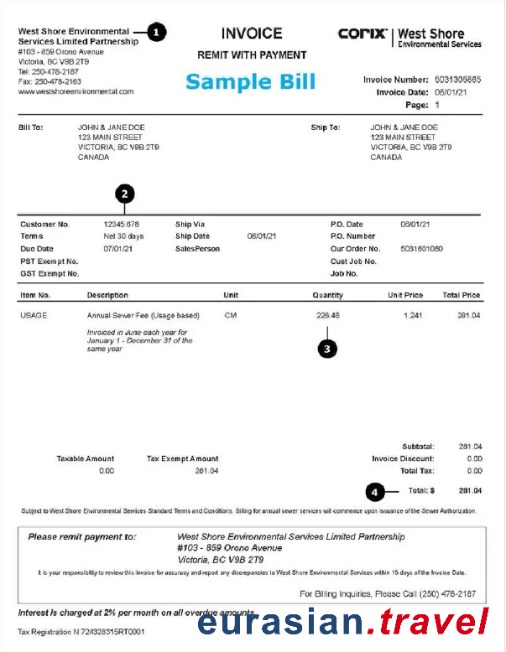 West Shore Environmental
Services Limited Partnership
#103 - 859 Orono Avenue
Victoria, BC V9B 2T9
Tel: 250-478-2187
Fax: 250-478-2163
www.westshoreenvironmental.com
1
INVOICE
REMIT WITH PAYMENT
Sample Bill
CORIX | West Shore
Environmental Services
Invoice Number: 5031305665
Invoice Date: 06/01/21
Page: 1
Bill To: JOHN & JANE DOE
123 MAIN STREET
VICTORIA, BC V9B 2T9
CANADA
Ship To: JOHN & JANE DOE
123 MAIN STREET
VICTORIA, BC V9B 2T9
CANADA
2
Customer No. 12345.678 Ship Via P.O. Date 06/01/21
Terms Net 30 days Ship Date 06/01/21 P.O. Number
Due Date 07/01/21 SalesPerson Our Order No. 5031601080
PST Exempt No. Cust Job No.
GST Exempt No. Job No.
Item No. Description Unit Quantity Unit Price Total Price
USAGE Annual Sewer Fee (Usage based) CM 226.46 1.241 281.04
Invoiced in June each year for
January 1 - December 31 of the
same year
3
Subtotal: 281.04
Taxable Amount Tax Exempt Amount Invoice Discount: 0.00
0.00 281.04 Total Tax: 0.00
4 Total: $ 281.04
Subject to West Shore Environmental Services Standard Terms and Conditions. Billing for annual sewer services will commence upon issuance of the Sewer Authorization.
Please remit payment to: West Shore Environmental Services Limited Partnership
#103 - 859 Orono Avenue
Victoria, BC V9B 2T9
It is your responsibility to review this invoice for accuracy and report any discrepancies to West Shore Environmental Services within 15 days of the Invoice Date.
For Billing Inquiries, Please Call (250) 478-2187
Interest is charged at 2% per month on all overdue amounts
Tax Registration N 724328315RT0001
eurasian.travel